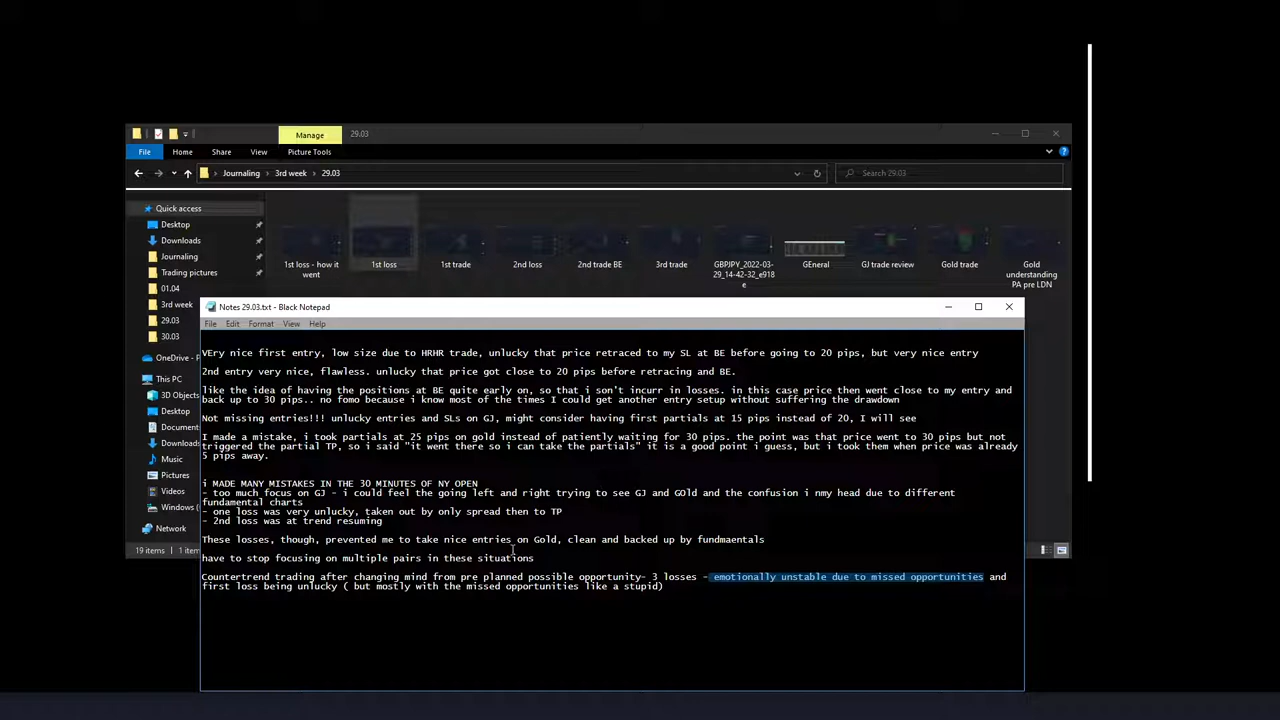 Manage
29.03
File
Home
Share
View
Picture Tools
Journaling
3rd week
29.03
Search 29.03
Quick access
Desktop
Downloads
Journaling
Trading pictures
01.04
3rd week
29.03
30.03
OneDrive - P
This PC
3D Objects
Desktop
Document
Download
Music
Pictures
Videos
Windows (
Network
19 items
1 item
1st loss - how it went
1st loss
1st trade
2nd loss
2nd trade BE
3rd trade
GBPJPY_2022-03-29_14-42-32_e918e
GEneral
GJ trade review
Gold trade
Gold understanding PA pre LDN
Notes 29.03.txt - Black Notepad
File
Edit
Format
View
Help
VEry nice first entry, low size due to HRHR trade, unlucky that price retraced to my SL at BE before going to 20 pips, but very nice entry
2nd entry very nice, flawless. unlucky that price got close to 20 pips before retracing and BE.
like the idea of having the positions at BE quite early on, so that i son't incurr in losses. in this case price then went close to my entry and
back up to 30 pips.. no fomo because i know most of the times I could get another entry setup without suffering the drawdown
Not missing entries!!! unlucky entries and SLs on GJ, might consider having first partials at 15 pips instead of 20, I will see
I made a mistake, i took partials at 25 pips on gold instead of patiently waiting for 30 pips. the point was that price went to 30 pips but not
triggered the partial TP, so i said "it went there so i can take the partials" it is a good point i guess, but i took them when price was already
5 pips away.
i MADE MANY MISTAKES IN THE 30 MINUTES OF NY OPEN
- too much focus on GJ - i could feel the going left and right trying to see GJ and GOld and the confusion i nmy head due to different
fundamental charts
- one loss was very unlucky, taken out by only spread then to TP
- 2nd loss was at trend resuming
These losses, though, prevented me to take nice entries on Gold, clean and backed up by fundmaentals
have to stop focusing on multiple pairs in these situations
Countertrend trading after changing mind from pre planned possible opportunity- 3 losses - emotionally unstable due to missed opportunities and
first loss being unlucky ( but mostly with the missed opportunities like a stupid)